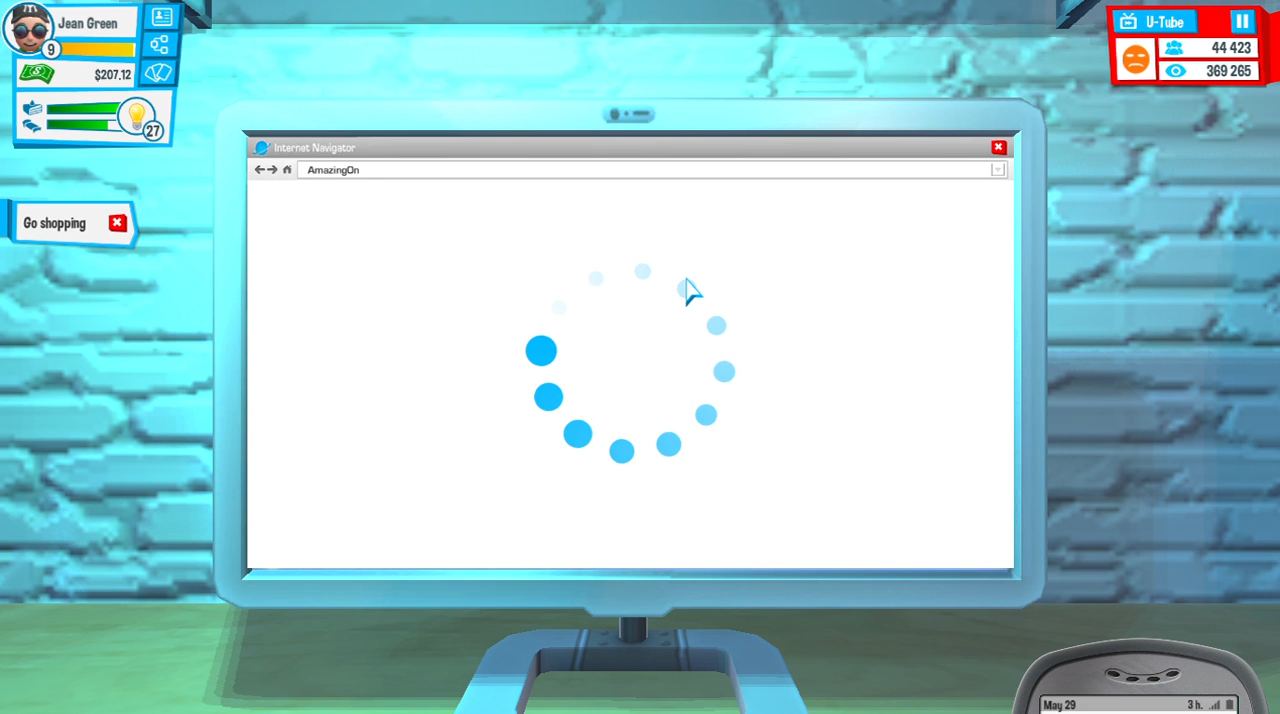 Jean Green
9
$207.12
27
Go shopping
Internet Navigator
AmazingOn
U-Tube
44 423
369 265
May 29
3 h.